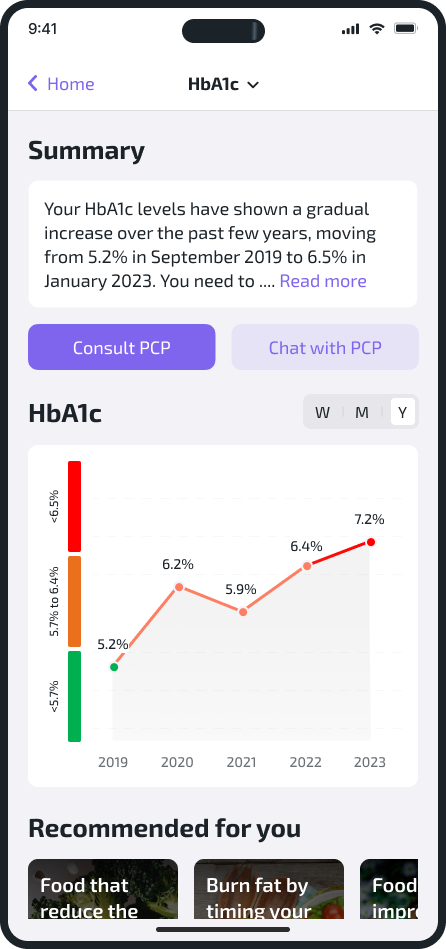 9:41
Home
HbA1c
Summary
Your HbA1c levels have shown a gradual
increase over the past few years, moving
from 5.2% in September 2019 to 6.5% in
January 2023. You need to .... Read more
Consult PCP
Chat with PCP
HbA1c
W M Y
<6.5%
5.7% to 6.4%
<5.7%
5.2%
6.2%
5.9%
6.4%
7.2%
2019 2020 2021 2022 2023
Recommended for you
Food that
reduce the
Burn fat by
timing your
Food
impro